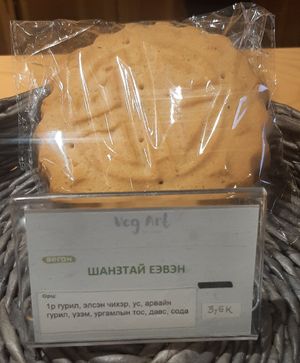 Veg Art
веган
ШАНЗТАЙ ЕЭВЭН
Орц:
1р гурил, элсэн чихэр, ус, арвайн
гурил, үзэм, ургамлын тос, давс, сода
3,6K